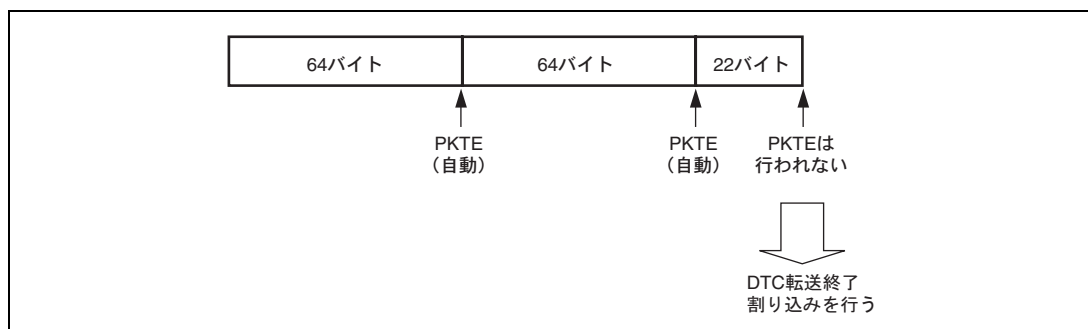 64バイト
64バイト
22バイト
PKTE
（自動）
PKTE
（自動）
PKTEは
行われない
DTC転送終了
割り込みを行う